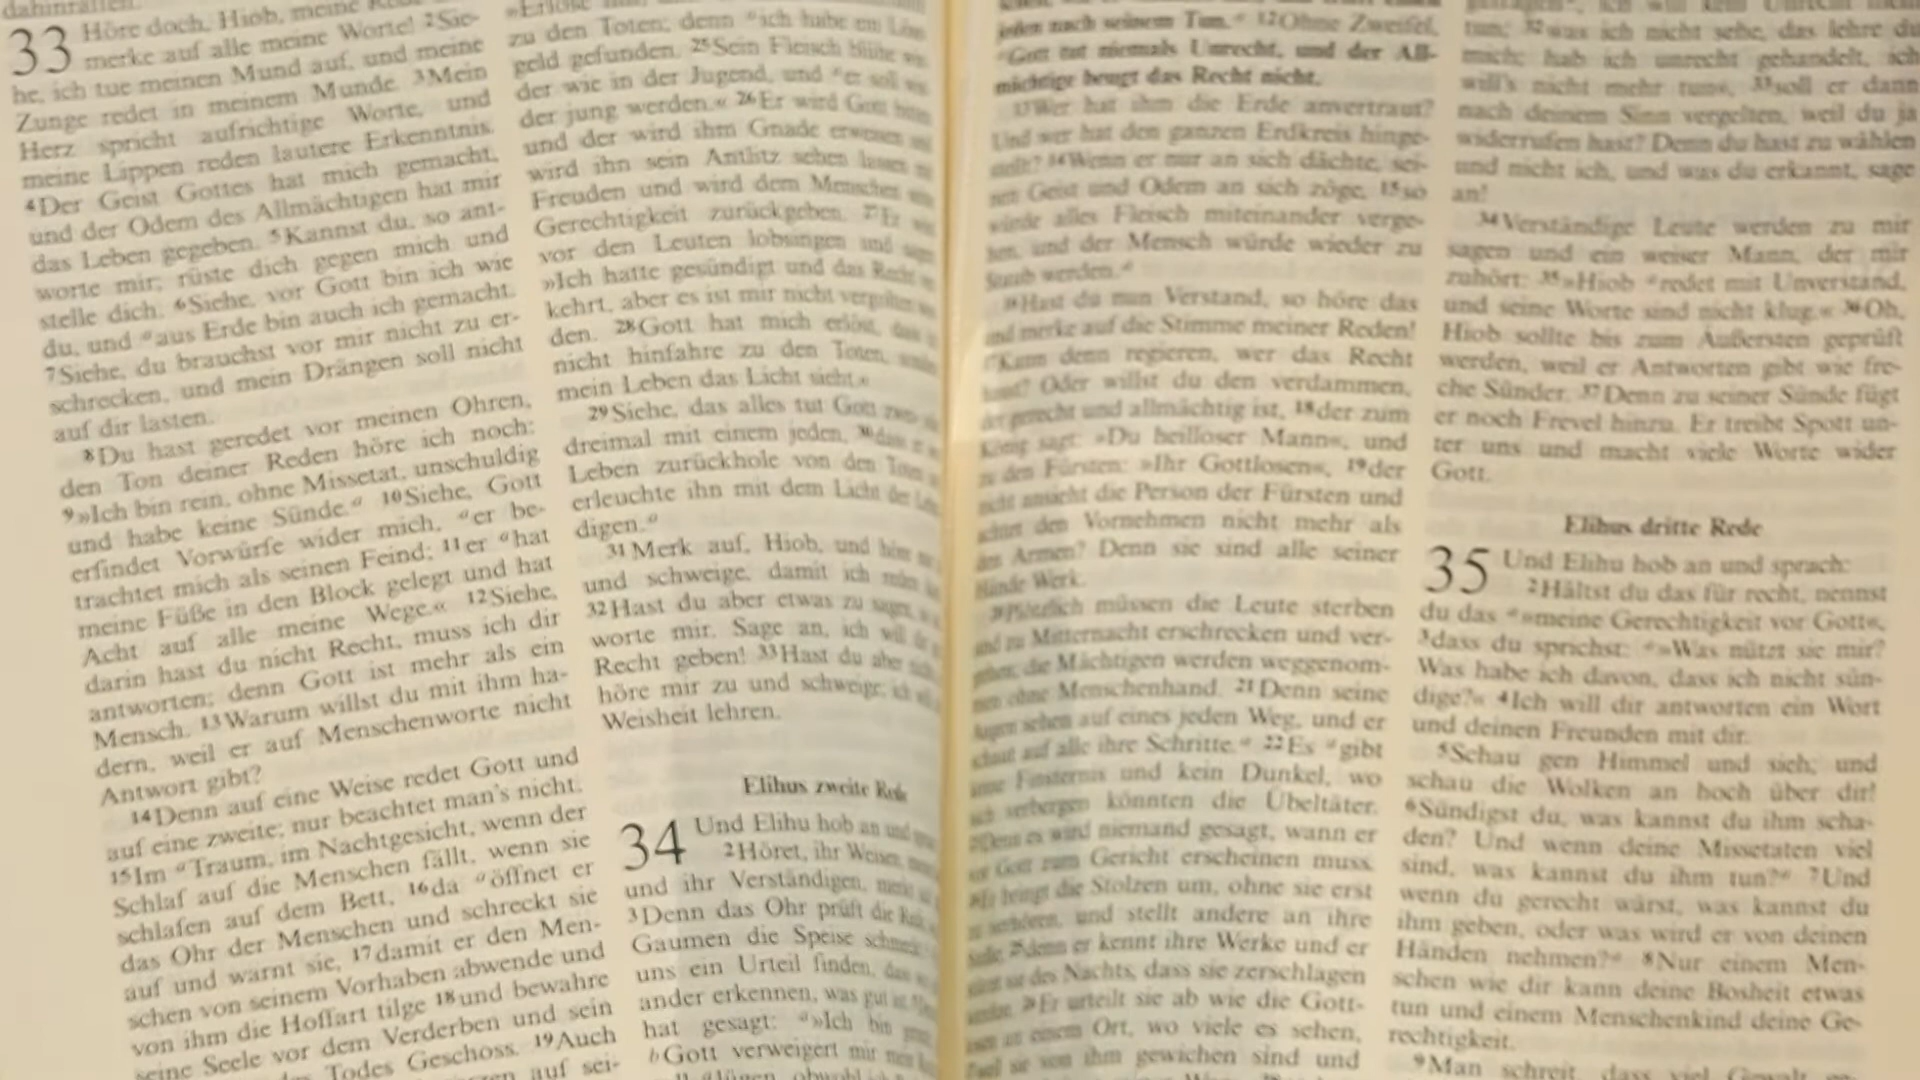 33 Höre doch, Hiob, meine
merke auf alle meine Worte! 2Sie-
he, ich tue meinen Mund auf, und meine
Zunge redet in meinem Munde. 3Mein
Herz spricht aufrichtige Worte, und
meine Lippen reden lautere Erkenntnis.
4Der Geist Gottes hat mich gemacht,
und der Odem des Allmächtigen hat mir
das Leben gegeben. 5Kannst du, so ant-
worte mir; rüste dich gegen mich und
stelle dich. 6Siehe, vor Gott bin ich wie
du, und aaus Erde bin auch ich gemacht.
7Siehe, du brauchst vor mir nicht zu er-
schrecken, und mein Drängen soll nicht
auf dir lasten.
8Du hast geredet vor meinen Ohren,
den Ton deiner Reden höre ich noch:
9»Ich bin rein, ohne Missetat, unschuldig
und habe keine Sünde.a 10Siehe, Gott
erfindet Vorwürfe wider mich, aer be-
trachtet mich als seinen Feind; 11er ahat
meine Füße in den Block gelegt und hat
Acht auf alle meine Wege.« 12Siehe,
darin hast du nicht Recht, muss ich dir
antworten; denn Gott ist mehr als ein
Mensch. 13Warum willst du mit ihm ha-
dern, weil er auf Menschenworte nicht
Antwort gibt?
14Denn auf eine Weise redet Gott und
auf eine zweite; nur beachtet man's nicht.
15Im aTraum, im Nachtgesicht, wenn der
Schlaf auf die Menschen fällt, wenn sie
schlafen auf dem Bett, 16da aöffnet er
das Ohr der Menschen und schreckt sie
auf und warnt sie, 17damit er den Men-
schen von seinem Vorhaben abwende und
von ihm die Hoffart tilge 18und bewahre
seine Seele vor dem Verderben und sein
Todes Geschoss. 19Auch
auf sei-
zu den Toten; denn aich habe ein Löse-
geld gefunden. 25Sein Fleisch blühe
der wie in der Jugend, und aer soll
der jung werden.« 26Er wird Gott bitten
und der wird ihm Gnade erweisen
wird ihn sein Antlitz sehen lassen
Freuden und wird dem Menschen
Gerechtigkeit zurückgeben. 27Er
vor den Leuten lobsingen und sagen
»Ich hatte gesündigt und das Recht
kehrt, aber es ist mir nicht vergolten
den. 28Gott hat mich erlöst,
nicht hinfahre zu den Toten,
mein Leben das Licht sieht.«
29Siehe, das alles tut Gott
dreimal mit einem jeden,
Leben zurückhole von den
erleuchte ihn mit dem Licht
digen.a
31Merk auf, Hiob, und
und schweige, damit ich
32Hast du aber etwas zu sagen,
worte mir. Sage an, ich will
Recht geben! 33Hast du aber
höre mir zu und schweige;
Weisheit lehren.
Elihus zweite Rede
34 Und Elihu hob an und
2Höret, ihr Weisen,
und ihr Verständigen,
3Denn das Ohr prüft die
Gaumen die Speise
uns ein Urteil finden,
ander erkennen, was gut ist
hat gesagt: a»Ich bin
bGott verweigert mir
jeden nach seinem Tun.a 12Ohne Zweifel,
Gott tut niemals Unrecht, und der All-
mächtige beugt das Recht nicht.
13Wer hat ihm die Erde anvertraut?
Und wer hat den ganzen Erdkreis hinge-
stellt? 14Wenn er nur an sich dächte, sei-
nen Geist und Odem an sich zöge, 15so
würde alles Fleisch miteinander verge-
hen, und der Mensch würde wieder zu
Staub werden.a
16Hast du nun Verstand, so höre das
und merke auf die Stimme meiner Reden!
17Kann denn regieren, wer das Recht
hasst? Oder willst du den verdammen,
der gerecht und allmächtig ist, 18der zum
König sagt: »Du heilloser Mann«, und
zu den Fürsten: »Ihr Gottlosen«, 19der
nicht ansieht die Person der Fürsten und
achtet den Vornehmen nicht mehr als
den Armen? Denn sie sind alle seiner
Hände Werk.
20Plötzlich müssen die Leute sterben
und zu Mitternacht erschrecken und ver-
gehen; die Mächtigen werden weggenom-
men ohne Menschenhand. 21Denn seine
Augen sehen auf eines jeden Weg, und er
schaut auf alle ihre Schritte.a 22Es agibt
keine Finsternis und kein Dunkel, wo
sich verbergen könnten die Übeltäter.
23Denn es wird niemand gesagt, wann er
vor Gott zum Gericht erscheinen muss.
24Er bringt die Stolzen um, ohne sie erst
zu verhören, und stellt andere an ihre
Stelle; 25denn er kennt ihre Werke und er
stürzt sie des Nachts, dass sie zerschlagen
werden. 26Er urteilt sie ab wie die Gott-
losen an einem Ort, wo viele es sehen,
weil sie von ihm gewichen sind und
tun; 32was ich nicht sehe, das lehre du
mich; hab ich unrecht gehandelt, ich
will's nicht mehr tun«, 33soll er dann
nach deinem Sinn vergelten, weil du ja
widerrufen hast? Denn du hast zu wählen
und nicht ich, und was du erkannt, sage
an!
34Verständige Leute werden zu mir
sagen und ein weiser Mann, der mir
zuhört: 35»Hiob aredet mit Unverstand,
und seine Worte sind nicht klug.« 36Oh,
Hiob sollte bis zum Äußersten geprüft
werden, weil er Antworten gibt wie fre-
che Sünder. 37Denn zu seiner Sünde fügt
er noch Frevel hinzu. Er treibt Spott un-
ter uns und macht viele Worte wider
Gott.
Elihus dritte Rede
35 Und Elihu hob an und sprach:
2Hältst du das für recht, nennst
du das a»meine Gerechtigkeit vor Gott«,
3dass du sprichst: a»Was nützt sie mir?
Was habe ich davon, dass ich nicht sün-
dige?« 4Ich will dir antworten ein Wort
und deinen Freunden mit dir.
5Schau gen Himmel und sieh; und
schau die Wolken an hoch über dir!
6Sündigst du, was kannst du ihm scha-
den? Und wenn deine Missetaten viel
sind, was kannst du ihm tun?a 7Und
wenn du gerecht wärst, was kannst du
ihm geben, oder was wird er von deinen
Händen nehmen?a 8Nur einem Men-
schen wie dir kann deine Bosheit etwas
tun und einem Menschenkind deine Ge-
rechtigkeit.
9Man schreit, dass viel Gewalt